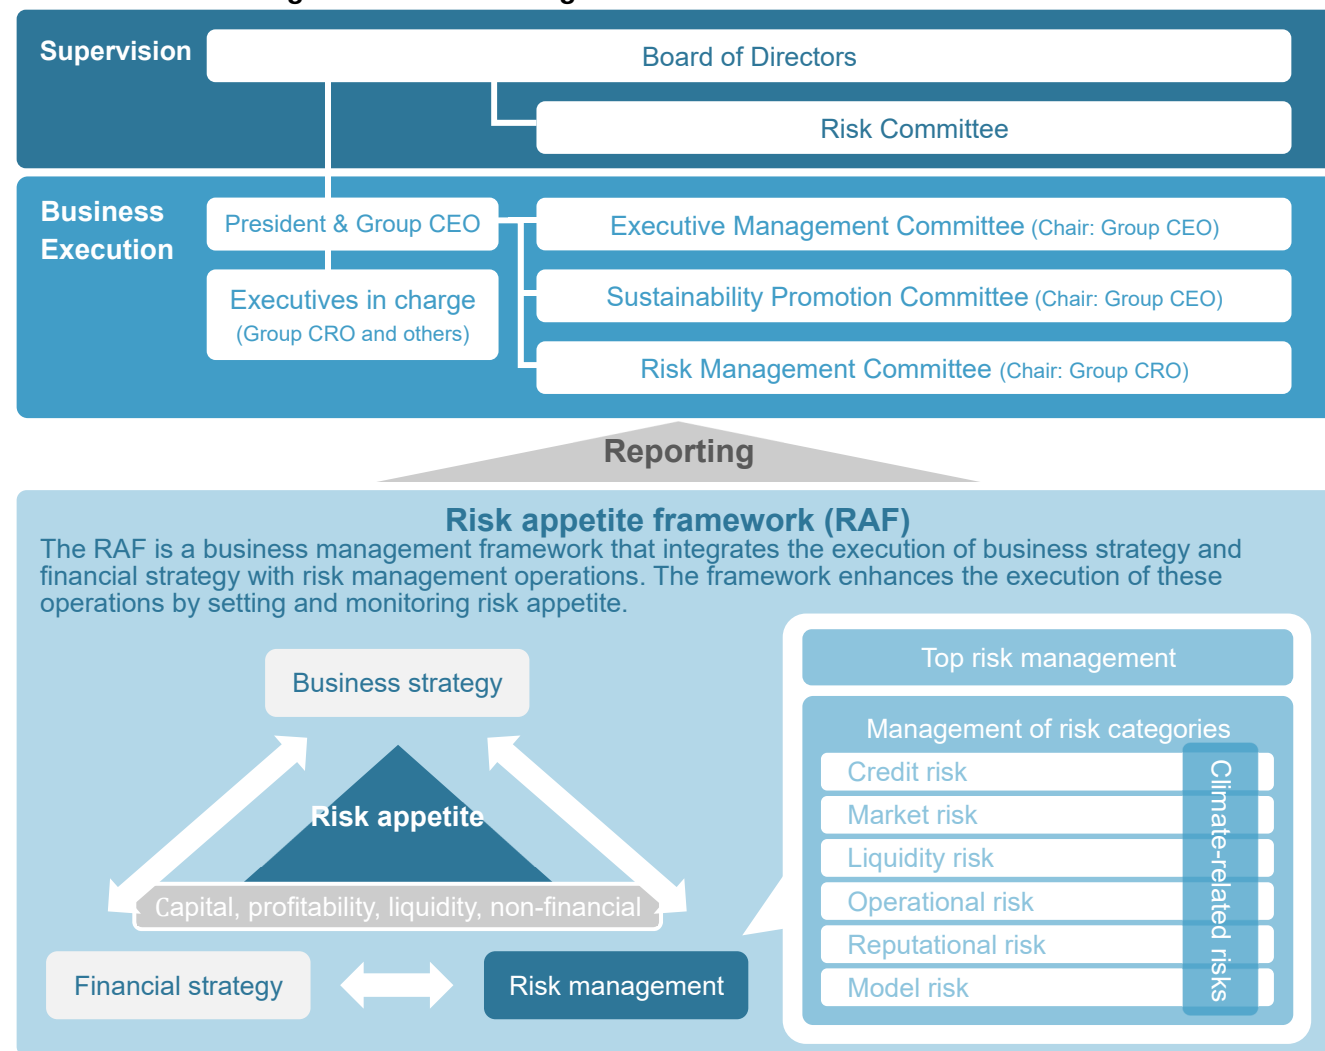 Supervision
Board of Directors
Risk Committee
Business
Execution
President & Group CEO
Executive Management Committee (Chair: Group CEO)
Executives in charge
(Group CRO and others)
Sustainability Promotion Committee (Chair: Group CEO)
Risk Management Committee (Chair: Group CRO)
Reporting
Risk appetite framework (RAF)
The RAF is a business management framework that integrates the execution of business strategy and
financial strategy with risk management operations. The framework enhances the execution of these
operations by setting and monitoring risk appetite.
Business strategy
Risk appetite
Capital, profitability, liquidity, non-financial
Financial strategy
Risk management
Top risk management
Management of risk categories
Credit risk
Market risk
Liquidity risk
Operational risk
Reputational risk
Model risk
Climate-related risks